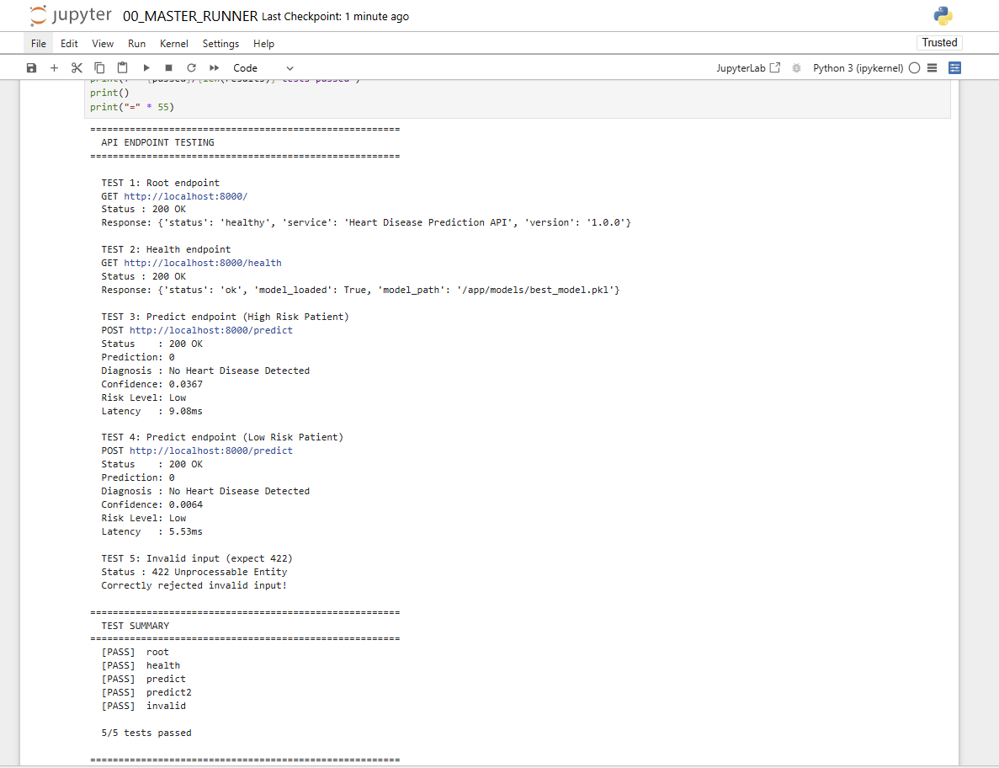 jupyter 00_MASTER_RUNNER Last Checkpoint: 1 minute ago
File Edit View Run Kernel Settings Help Trusted
Code JupyterLab Python 3 (ipykernel)
print(f" {passed}/{len(results)} tests passed")
print()
print("=" * 55)
=======================================================
API ENDPOINT TESTING
=======================================================
TEST 1: Root endpoint
GET http://localhost:8000/
Status : 200 OK
Response: {'status': 'healthy', 'service': 'Heart Disease Prediction API', 'version': '1.0.0'}
TEST 2: Health endpoint
GET http://localhost:8000/health
Status : 200 OK
Response: {'status': 'ok', 'model_loaded': True, 'model_path': '/app/models/best_model.pkl'}
TEST 3: Predict endpoint (High Risk Patient)
POST http://localhost:8000/predict
Status    : 200 OK
Prediction: 0
Diagnosis : No Heart Disease Detected
Confidence: 0.0367
Risk Level: Low
Latency   : 9.08ms
TEST 4: Predict endpoint (Low Risk Patient)
POST http://localhost:8000/predict
Status    : 200 OK
Prediction: 0
Diagnosis : No Heart Disease Detected
Confidence: 0.0064
Risk Level: Low
Latency   : 5.53ms
TEST 5: Invalid input (expect 422)
Status : 422 Unprocessable Entity
Correctly rejected invalid input!
=======================================================
TEST SUMMARY
=======================================================
[PASS]  root
[PASS]  health
[PASS]  predict
[PASS]  predict2
[PASS]  invalid
5/5 tests passed
=======================================================